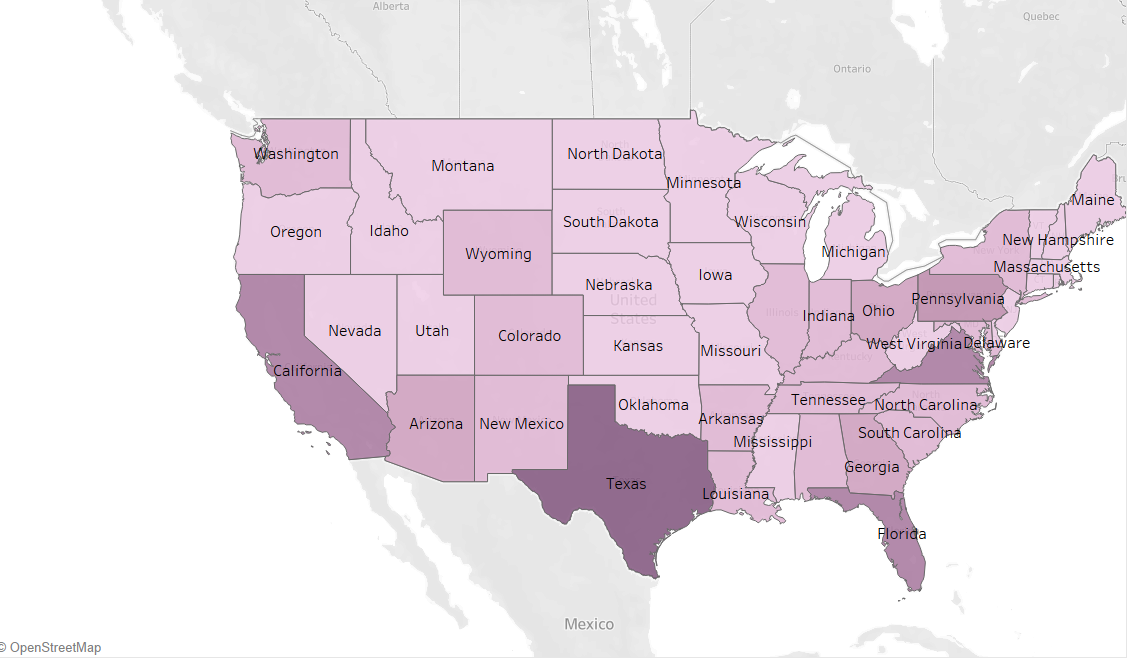 Alberta
Quebec
Ontario
Washington
Montana
North Dakota
Minnesota
Maine
Oregon
Idaho
South Dakota
Wisconsin
New Hampshire
Wyoming
Michigan
Massachusetts
Iowa
Nebraska
Pennsylvania
United
States
Indiana
Ohio
Illinois
Nevada
Utah
Colorado
Kansas
Missouri
West Virginia
Delaware
Kentucky
California
Oklahoma
Tennessee
North Carolina
Arizona
New Mexico
Arkansas
South Carolina
Mississippi
Georgia
Texas
Louisiana
Florida
Mexico
© OpenStreetMap